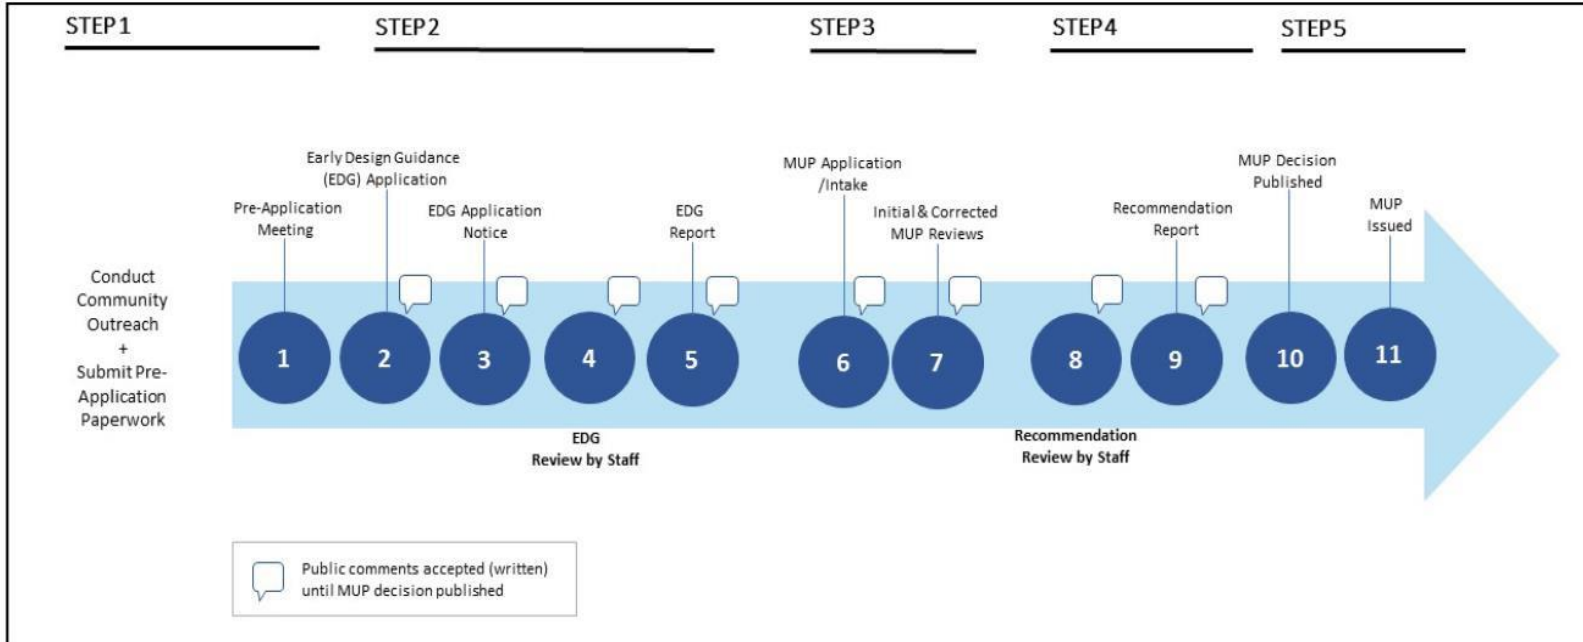 STEP1
STEP2
STEP3
STEP4
STEP5
Conduct
Community
Outreach
+
Submit Pre-
Application
Paperwork
Pre-Application
Meeting
Early Design Guidance
(EDG) Application
EDG Application
Notice
EDG
Report
MUP Application
/Intake
Initial & Corrected
MUP Reviews
Recommendation
Report
MUP Decision
Published
MUP
Issued
1
2
3
4
5
6
7
8
9
10
11
EDG
Review by Staff
Recommendation
Review by Staff
Public comments accepted (written)
until MUP decision published